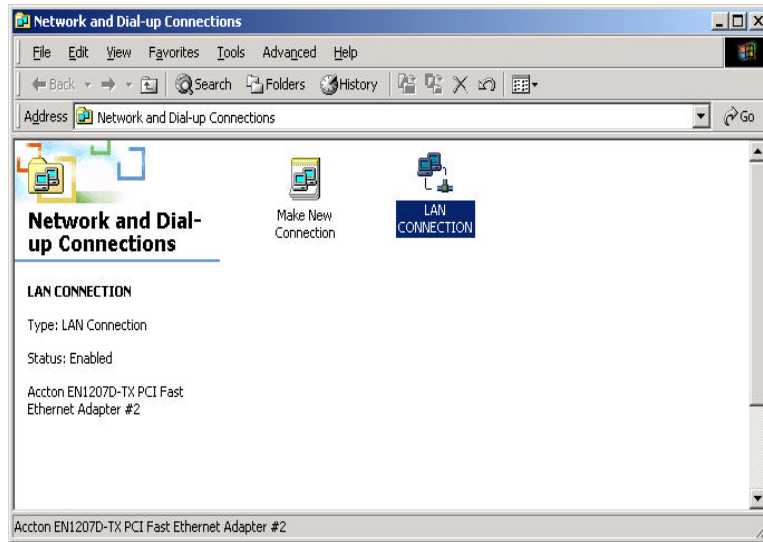 Network and Dial-up Connections
File Edit View Favorites Tools Advanced Help
Back Search Folders History
Address Network and Dial-up Connections Go
Network and Dial-
up Connections
LAN CONNECTION
Type: LAN Connection
Status: Enabled
Accton EN1207D-TX PCI Fast
Ethernet Adapter #2
Make New
Connection
LAN
CONNECTION
Accton EN1207D-TX PCI Fast Ethernet Adapter #2